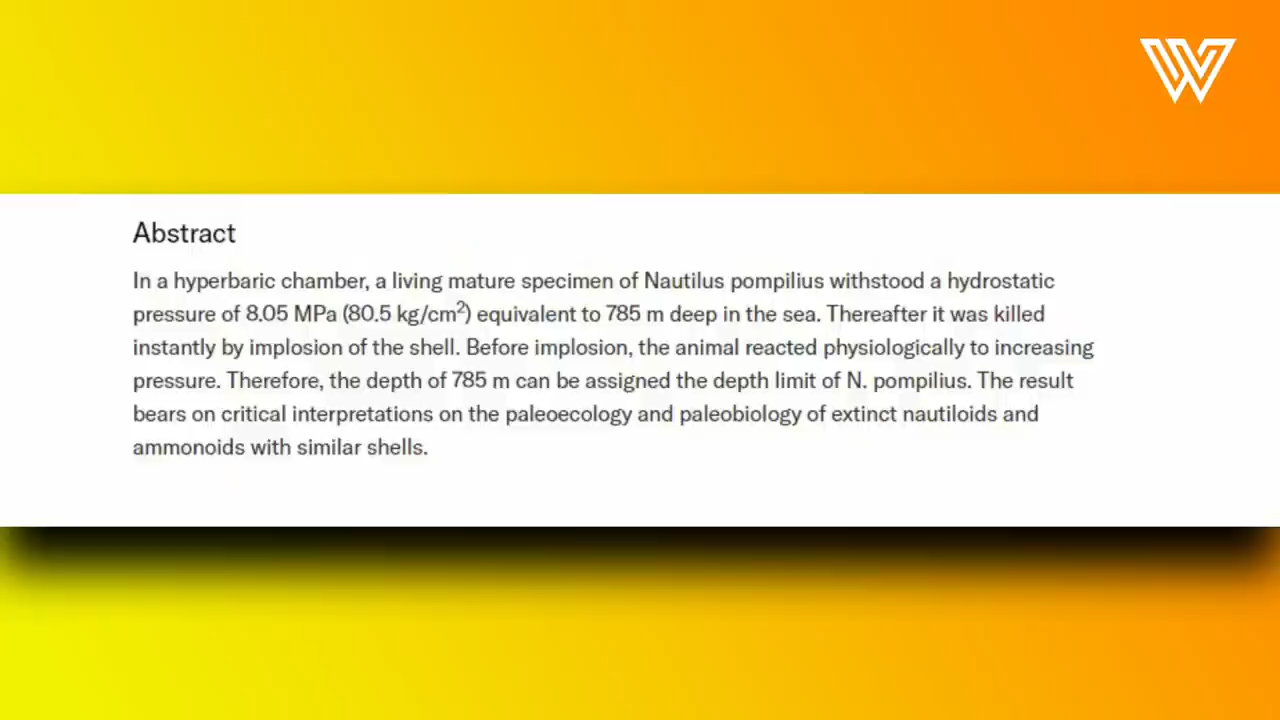 W
Abstract
In a hyperbaric chamber, a living mature specimen of Nautilus pompilius withstood a hydrostatic
pressure of 8.05 MPa (80.5 kg/cm²) equivalent to 785 m deep in the sea. Thereafter it was killed
instantly by implosion of the shell. Before implosion, the animal reacted physiologically to increasing
pressure. Therefore, the depth of 785 m can be assigned the depth limit of N. pompilius. The result
bears on critical interpretations on the paleoecology and paleobiology of extinct nautiloids and
ammonoids with similar shells.